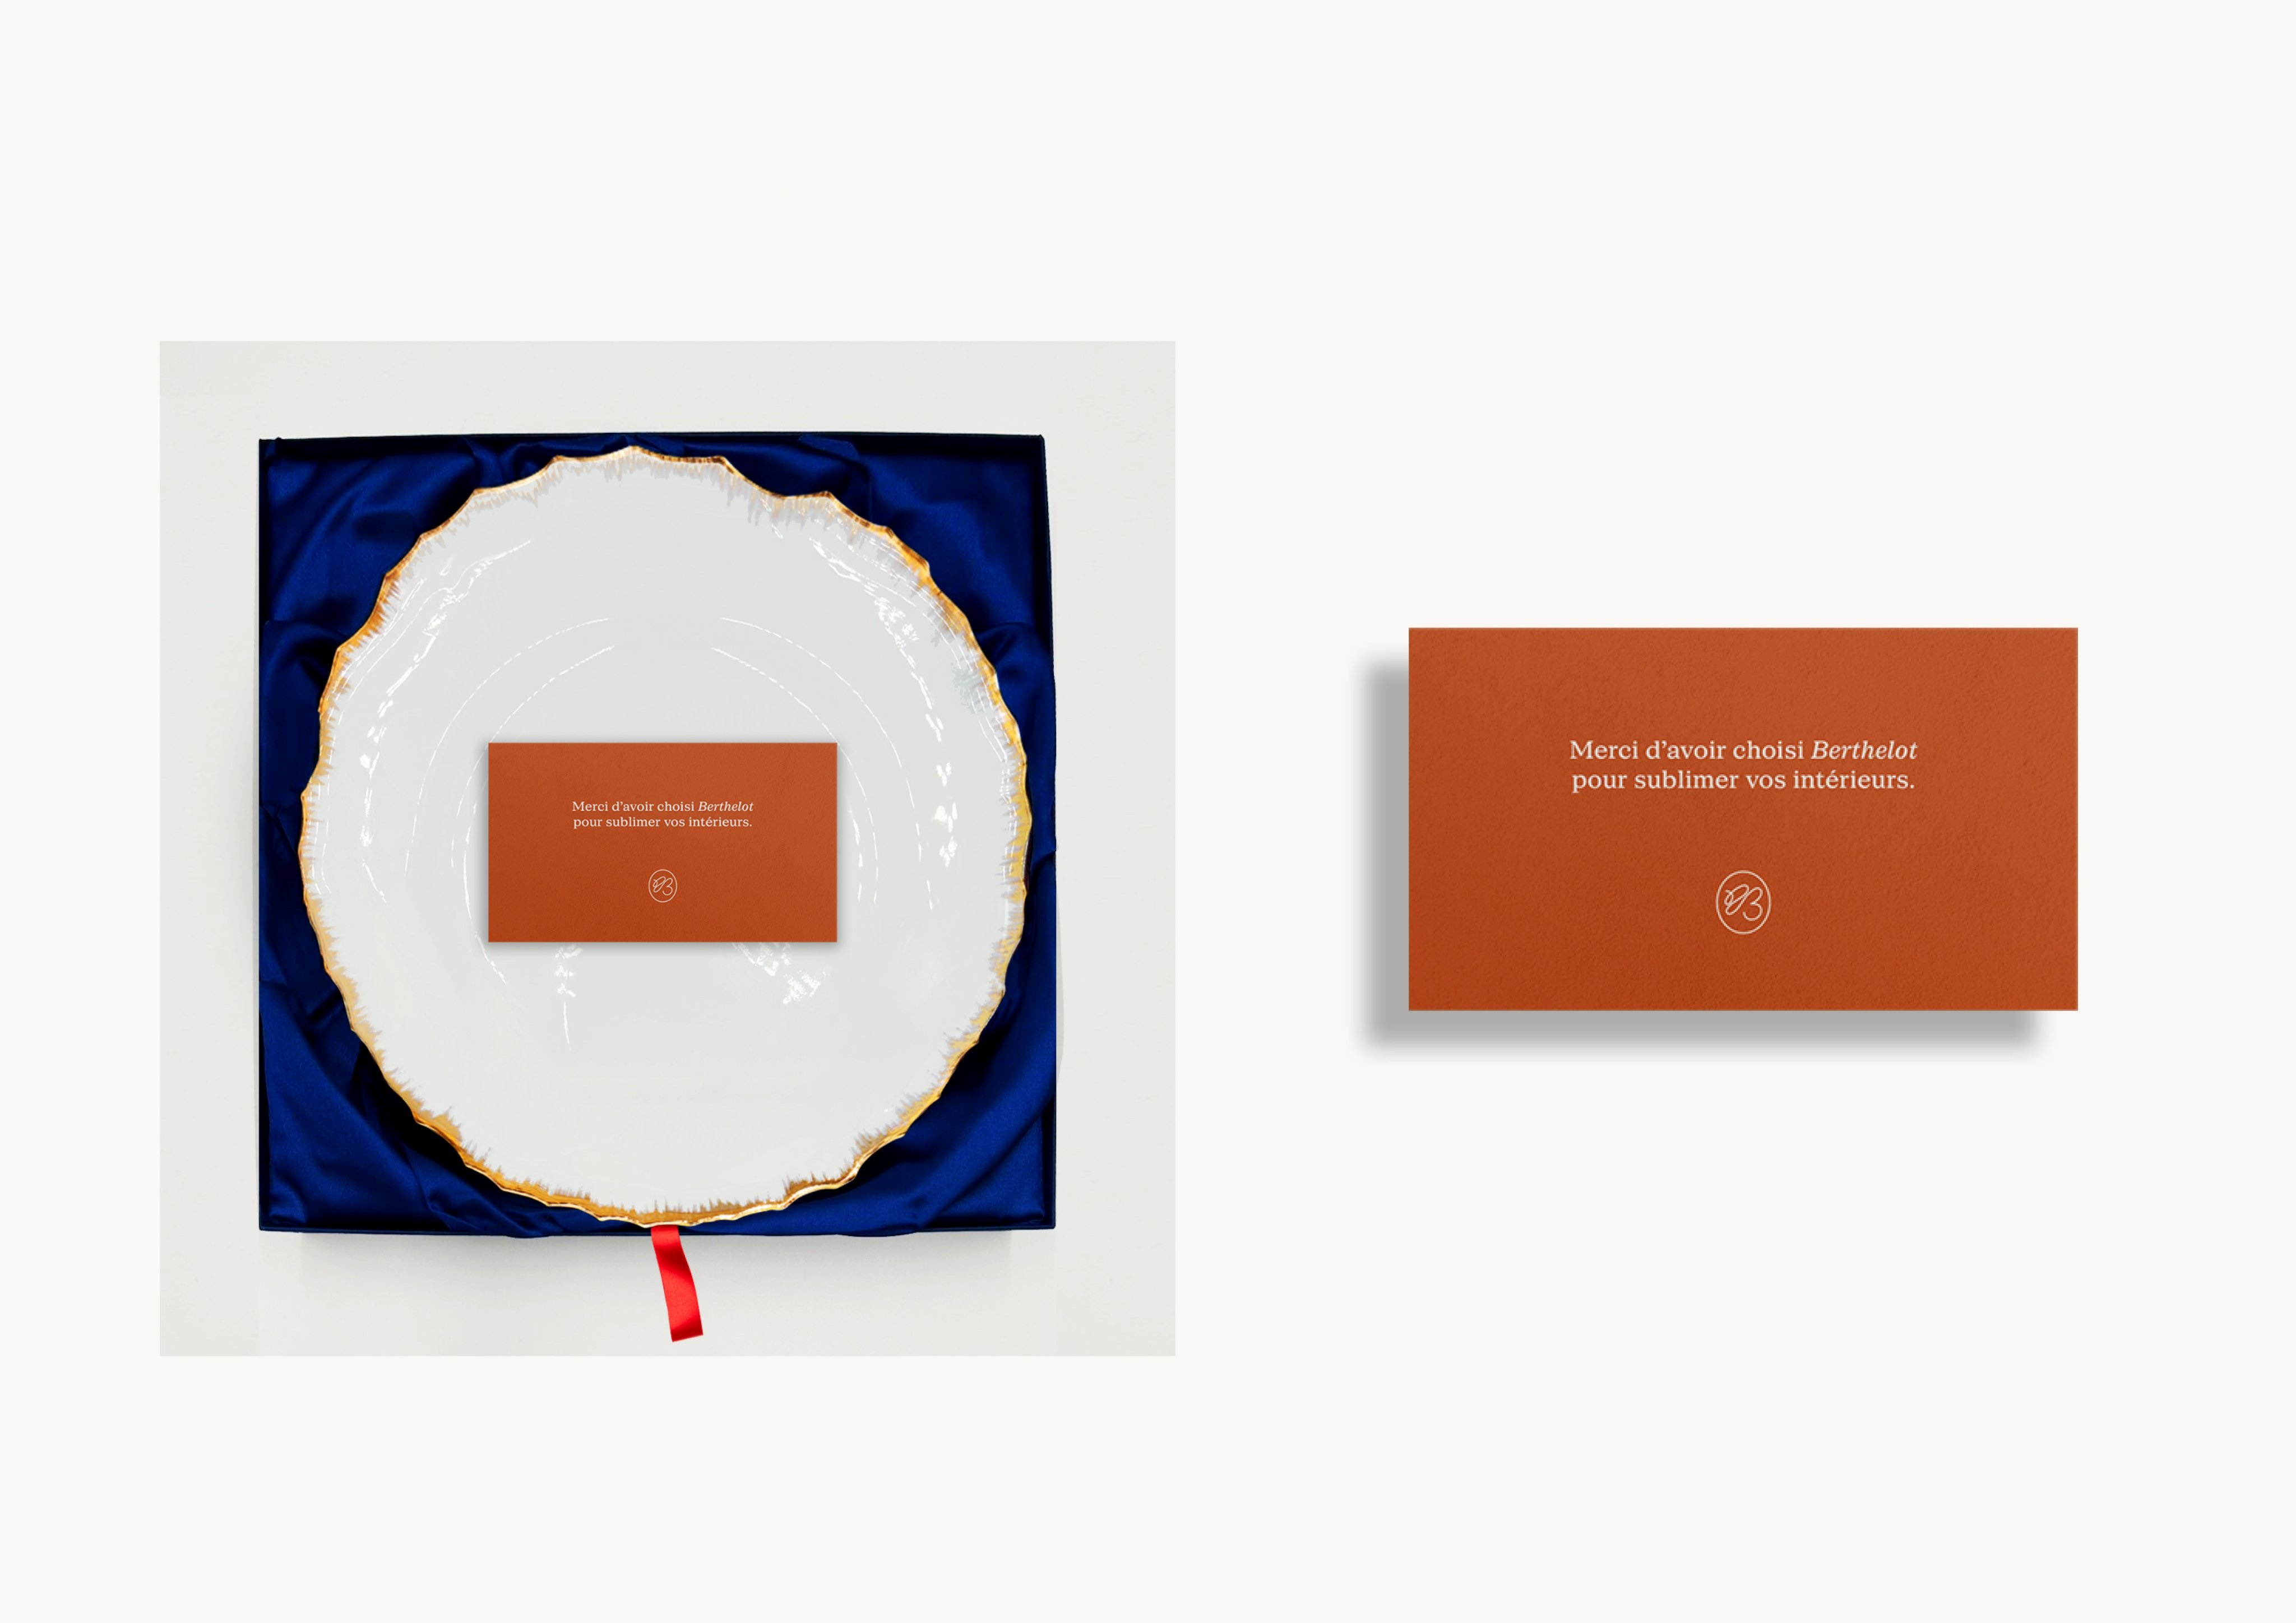 Merci d’avoir choisi Berthelot
pour sublimer vos intérieurs.
Merci d’avoir choisi Berthelot
pour sublimer vos intérieurs.
B